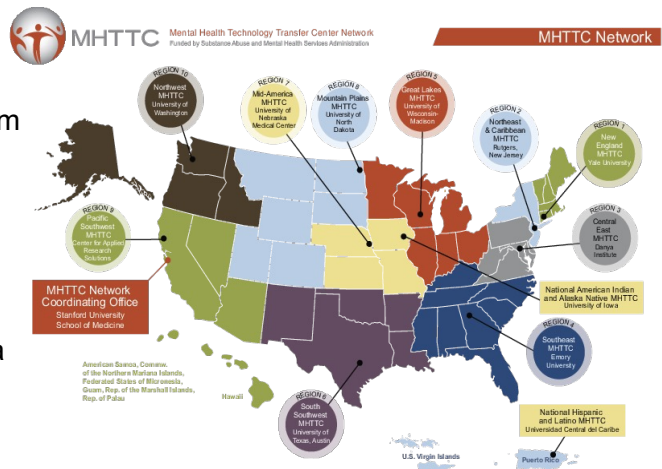 MHTTC
Mental Health Technology Transfer Center Network
Funded by Substance Abuse and Mental Health Services Administration
MHTTC Network
m
a
REGION 10
Northwest
MHTTC
University of
Washington
REGION 7
Mid-America
MHTTC
University of
Nebraska
Medical Center
REGION 8
Mountain Plains
MHTTC
University of
North
Dakota
REGION 5
Great Lakes
MHTTC
University of
Wisconsin-
Madison
REGION 2
Northeast
& Caribbean
MHTTC
Rutgers,
New Jersey
REGION 1
New
England
MHTTC
Yale University
REGION 9
Pacific
Southwest
MHTTC
Center for Applied
Research
Solutions
REGION 3
Central
East
MHTTC
Danya
Institute
MHTTC Network
Coordinating Office
Stanford University
School of Medicine
National American Indian
and Alaska Native MHTTC
University of Iowa
REGION 4
Southeast
MHTTC
Emory
University
American Samoa, Commw.
of the Northern Mariana Islands,
Federated States of Micronesia,
Guam, Rep. of the Marshall Islands,
Rep. of Palau
Hawaii
REGION 6
South
Southwest
MHTTC
University of
Texas, Austin
National Hispanic
and Latino MHTTC
Universidad Central del Caribe
U.S. Virgin Islands
Puerto Rico